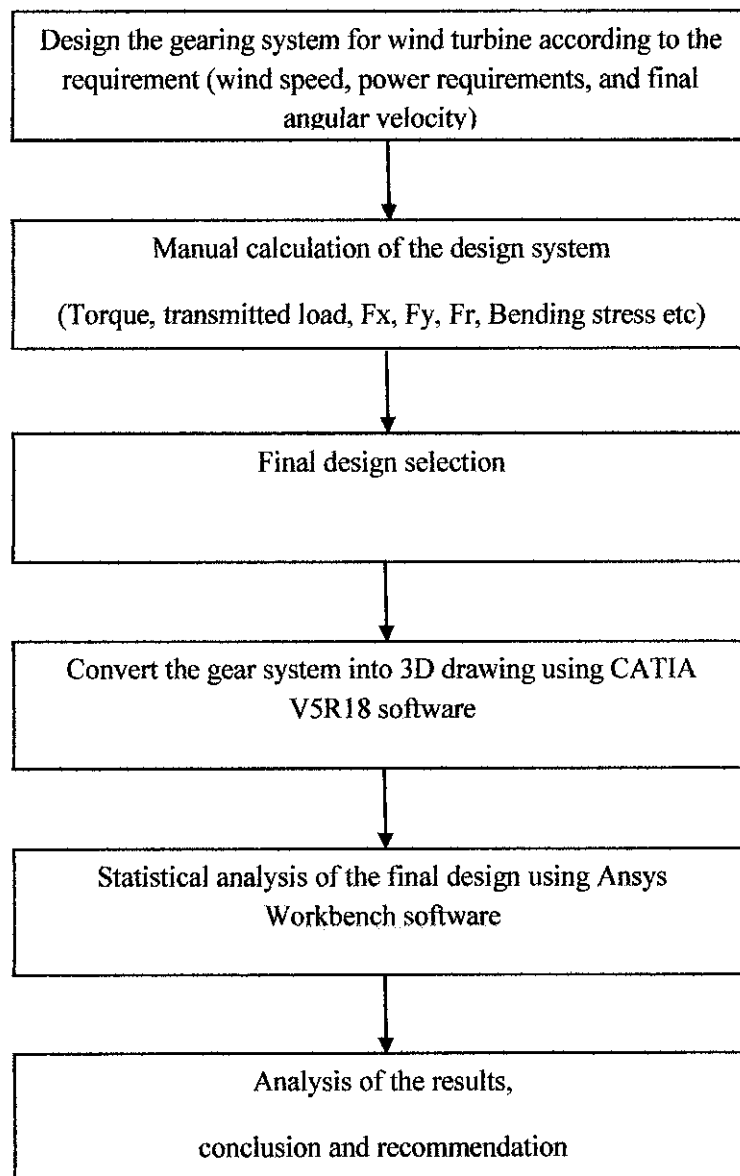 Design the gearing system for wind turbine according to the
requirement (wind speed, power requirements, and final
angular velocity)
Manual calculation of the design system
(Torque, transmitted load, Fx, Fy, Fr, Bending stress etc)
Final design selection
Convert the gear system into 3D drawing using CATIA
V5R18 software
Statistical analysis of the final design using Ansys
Workbench software
Analysis of the results,
conclusion and recommendation